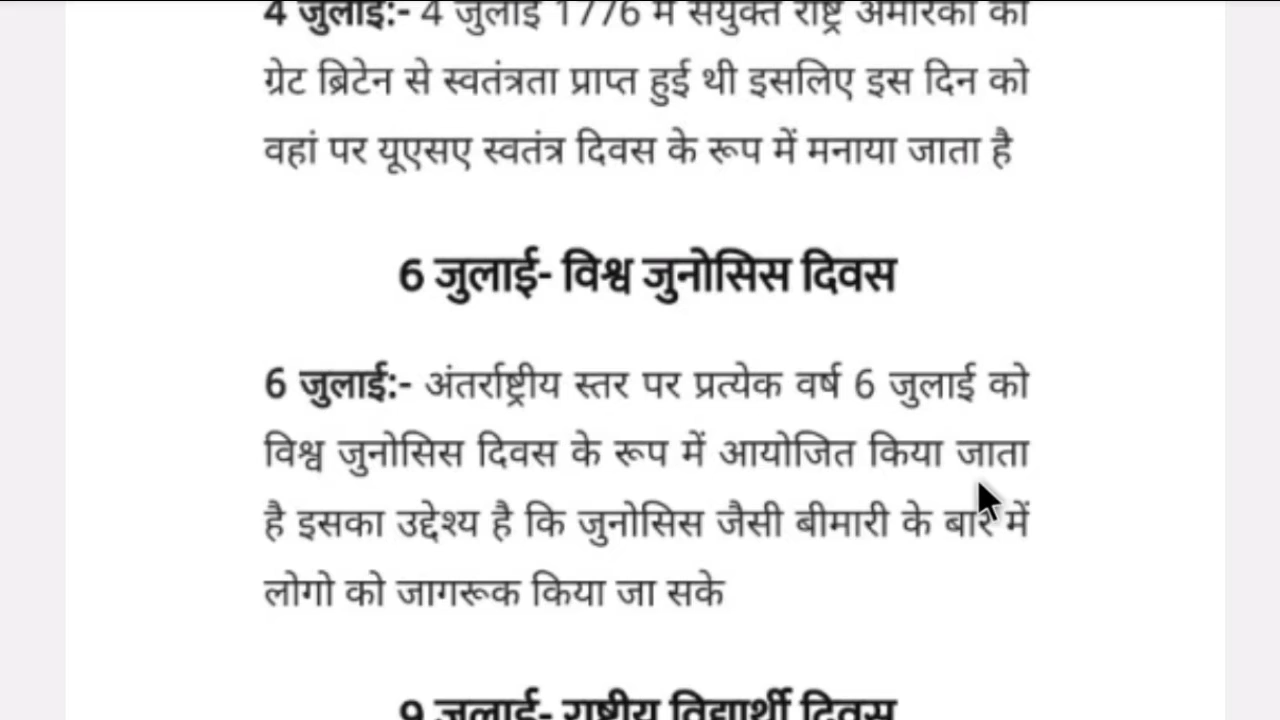 4 जुलाई:- 4 जुलाई 1776 में संयुक्त राष्ट्र अमेरिका को
ग्रेट ब्रिटेन से स्वतंत्रता प्राप्त हुई थी इसलिए इस दिन को
वहां पर यूएसए स्वतंत्र दिवस के रूप में मनाया जाता है
6 जुलाई- विश्व जुनोसिस दिवस
6 जुलाई:- अंतर्राष्ट्रीय स्तर पर प्रत्येक वर्ष 6 जुलाई को
विश्व जुनोसिस दिवस के रूप में आयोजित किया जाता
है इसका उद्देश्य है कि जुनोसिस जैसी बीमारी के बारे में
लोगो को जागरूक किया जा सके
9 जुलाई- राष्ट्रीय विद्यार्थी दिवस